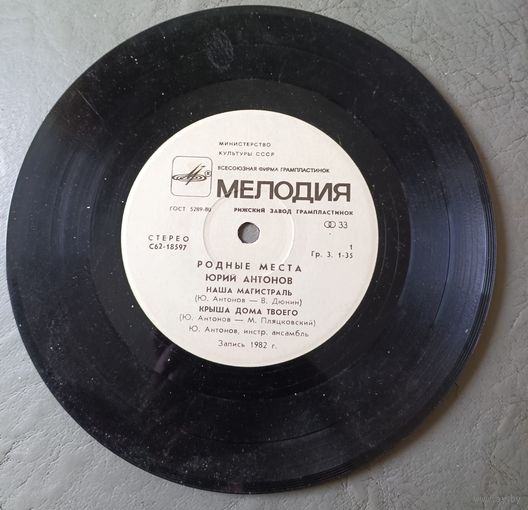 МИНИСТЕРСТВО
КУЛЬТУРЫ СССР
ВСЕСОЮЗНАЯ ФИРМА ГРАМПЛАСТИНОК
МЕЛОДИЯ
ГОСТ 5289-80 РИЖСКИЙ ЗАВОД ГРАМПЛАСТИНОК 33
СТЕРЕО 1
С62-18597 Гр. 3. 1-35
РОДНЫЕ МЕСТА
ЮРИЙ АНТОНОВ
НАША МАГИСТРАЛЬ
(Ю. Антонов — В. Дюнин)
КРЫША ДОМА ТВОЕГО
(Ю. Антонов — М. Пляцковский)
Ю. Антонов, инстр. ансамбль
Запись 1982 г.